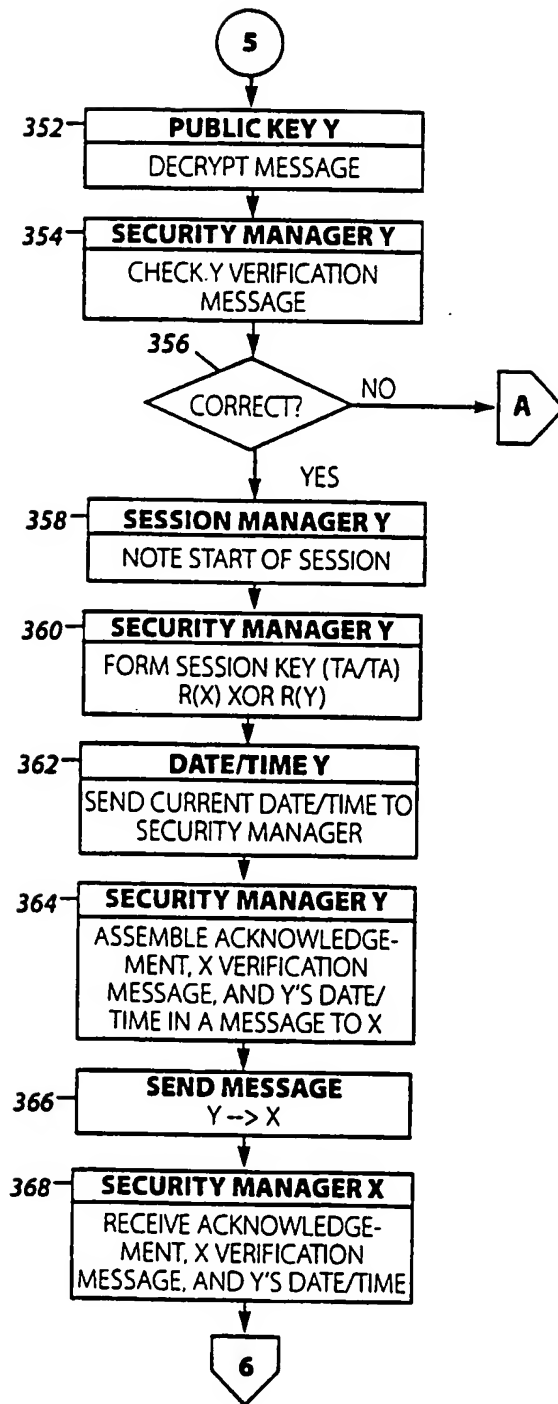 5
352
PUBLIC KEY Y
DECRYPT MESSAGE
354
SECURITY MANAGER Y
CHECK.Y VERIFICATION
MESSAGE
356
CORRECT?
NO
A
YES
358
SESSION MANAGER Y
NOTE START OF SESSION
360
SECURITY MANAGER Y
FORM SESSION KEY (TA/TA)
R(X) XOR R(Y)
362
DATE/TIME Y
SEND CURRENT DATE/TIME TO
SECURITY MANAGER
364
SECURITY MANAGER Y
ASSEMBLE ACKNOWLEDGE-
MENT, X VERIFICATION
MESSAGE, AND Y'S DATE/
TIME IN A MESSAGE TO X
366
SEND MESSAGE
Y --> X
368
SECURITY MANAGER X
RECEIVE ACKNOWLEDGE-
MENT, X VERIFICATION
MESSAGE, AND Y'S DATE/TIME
6